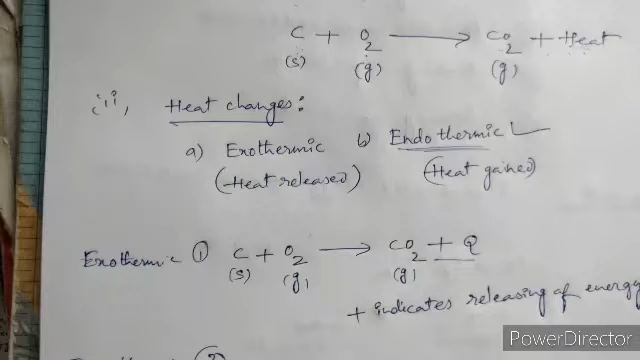 C + O2 → CO2 + Heat
(s) (g) (g)
iii, Heat changes:
a) Exothermic b) Endothermic
(Heat released) (Heat gained)
Exothermic ① C + O2 → CO2 + Q
(s) (g) (g)
+ indicates releasing of energy
PowerDirector